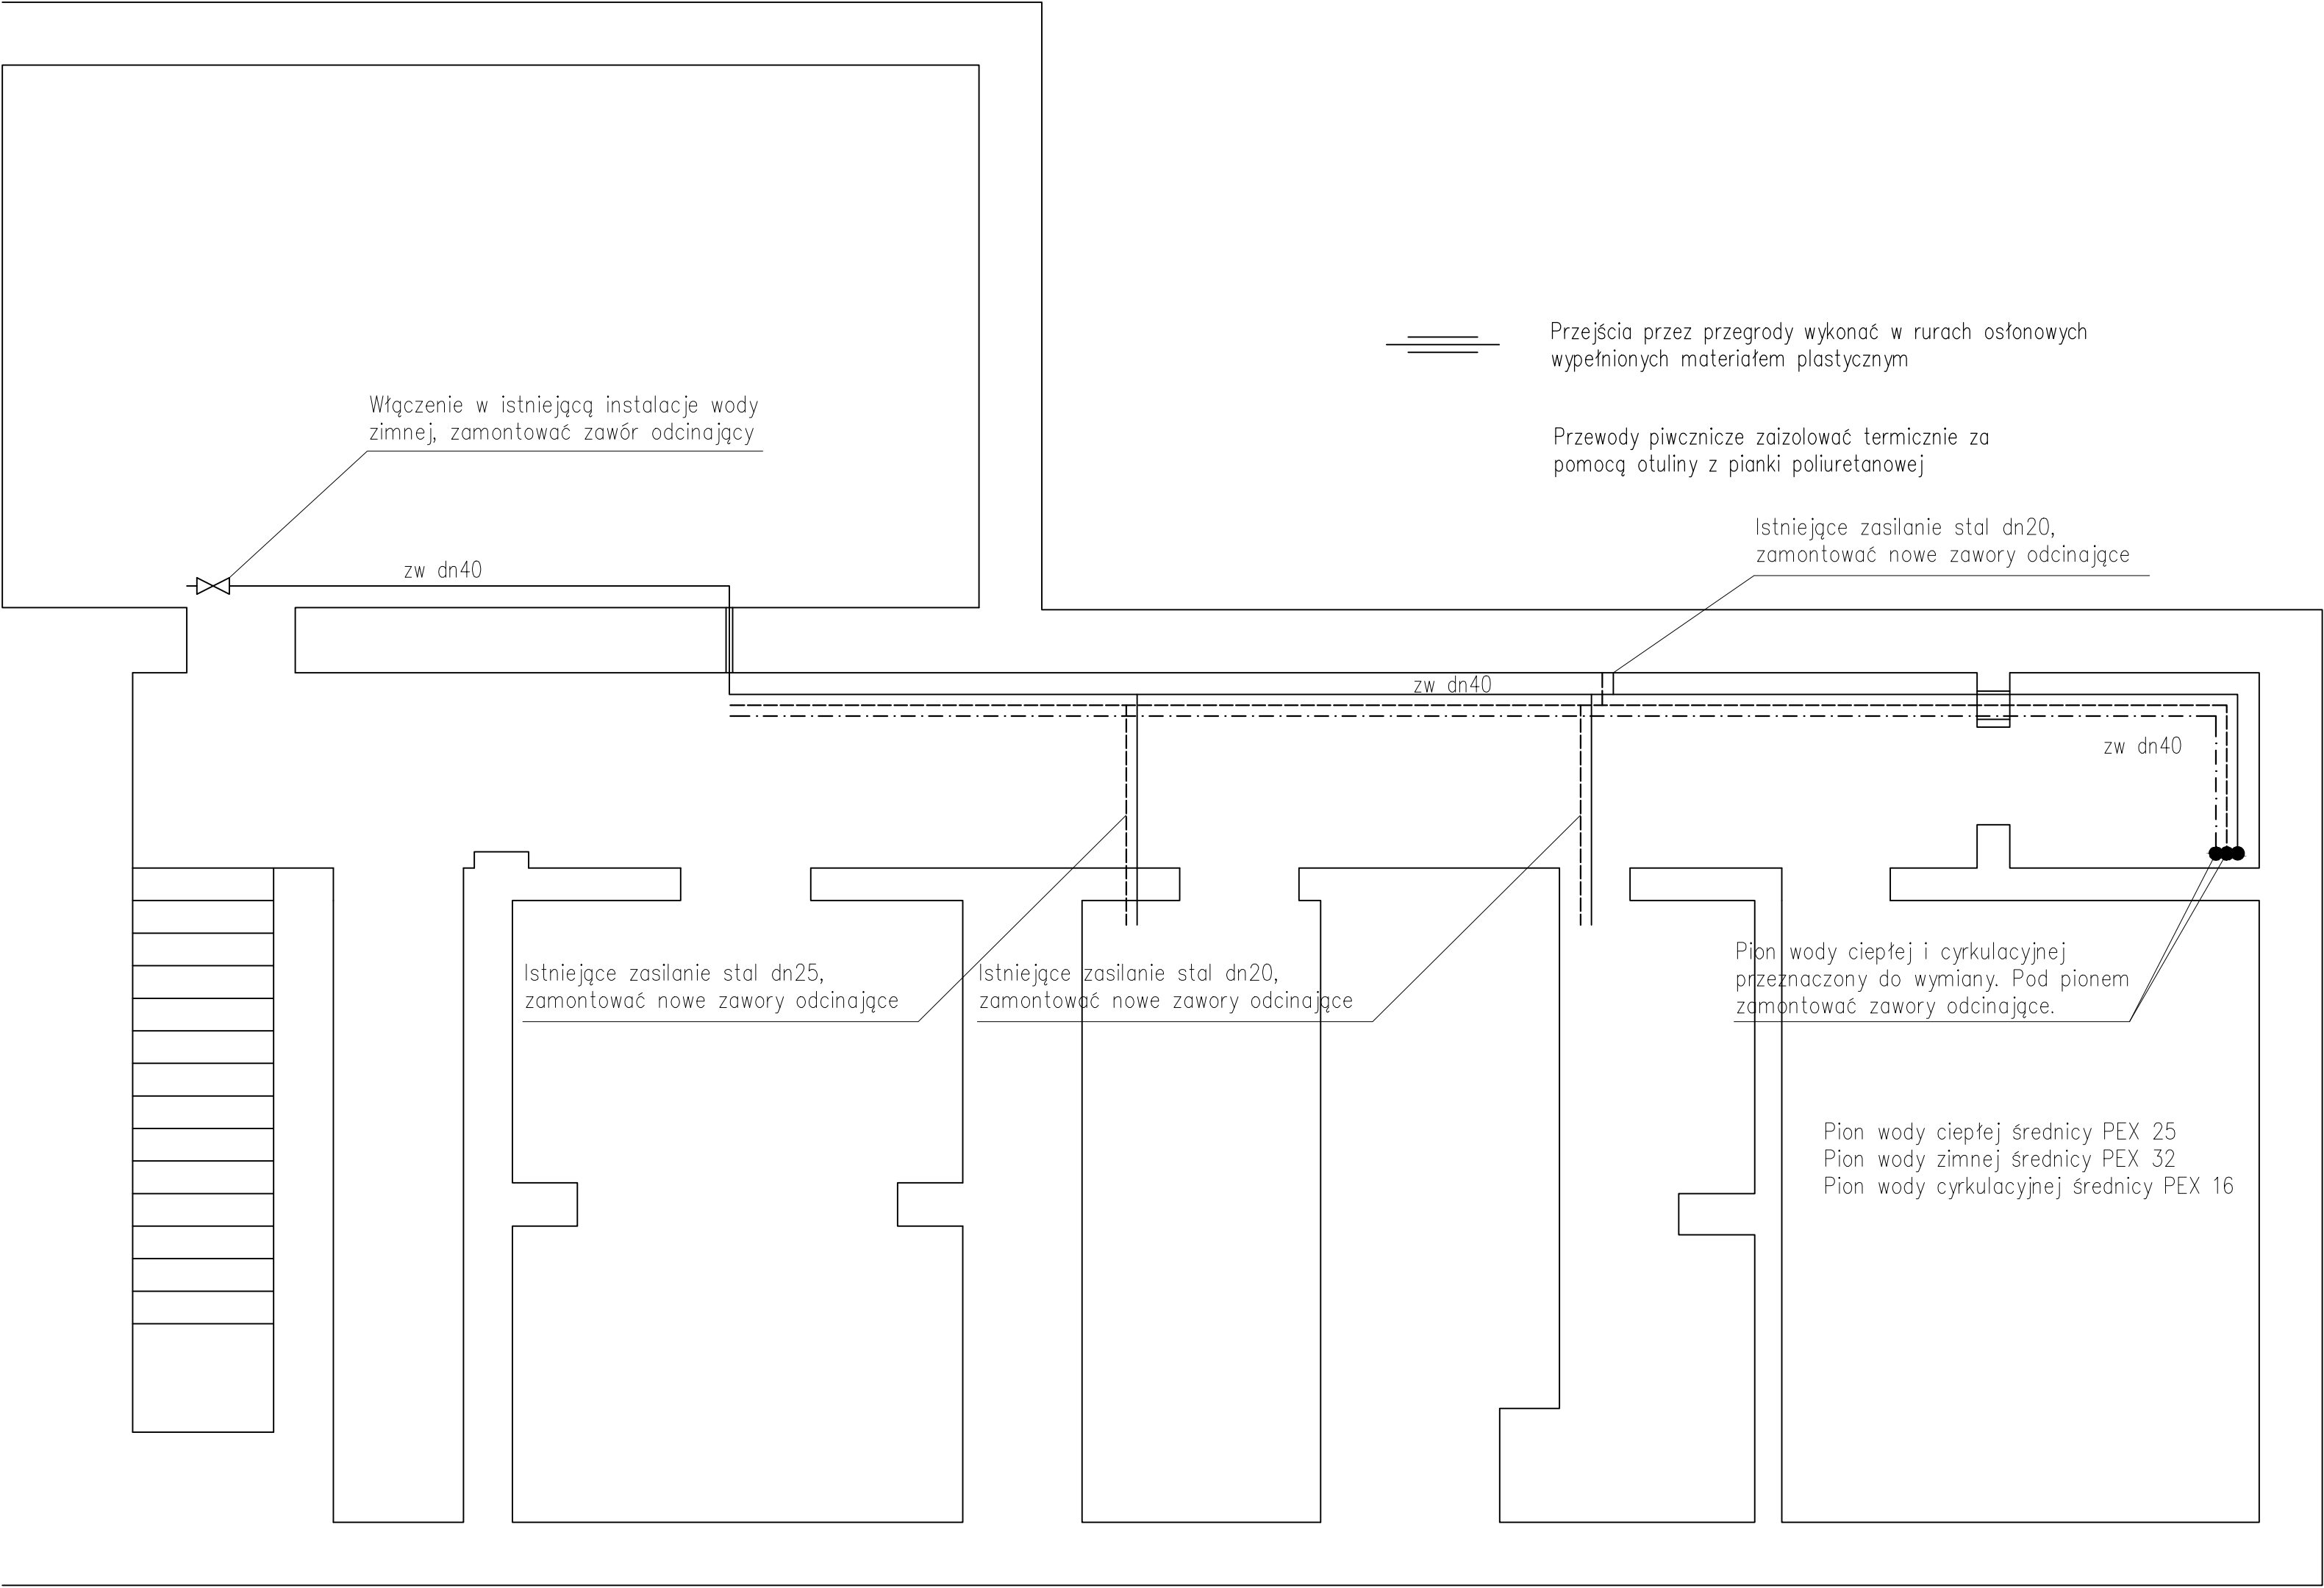 Przejścia przez przegrody wykonać w rurach osłonowych
wypełnionych materiałem plastycznym
Włączenie w istniejącą instalacje wody
zimnej, zamontować zawór odcinający
Przewody piwcznicze zaizolować termicznie za
pomocą otuliny z pianki poliuretanowej
Istniejące zasilanie stal dn20,
zamontować nowe zawory odcinające
zw dn40
zw dn40
zw dn40
Istniejące zasilanie stal dn25,
zamontować nowe zawory odcinające
Istniejące zasilanie stal dn20,
zamontować nowe zawory odcinające
Pion wody ciepłej i cyrkulacyjnej
przeznaczony do wymiany. Pod pionem
zamontować zawory odcinające.
Pion wody ciepłej średnicy PEX 25
Pion wody zimnej średnicy PEX 32
Pion wody cyrkulacyjnej średnicy PEX 16